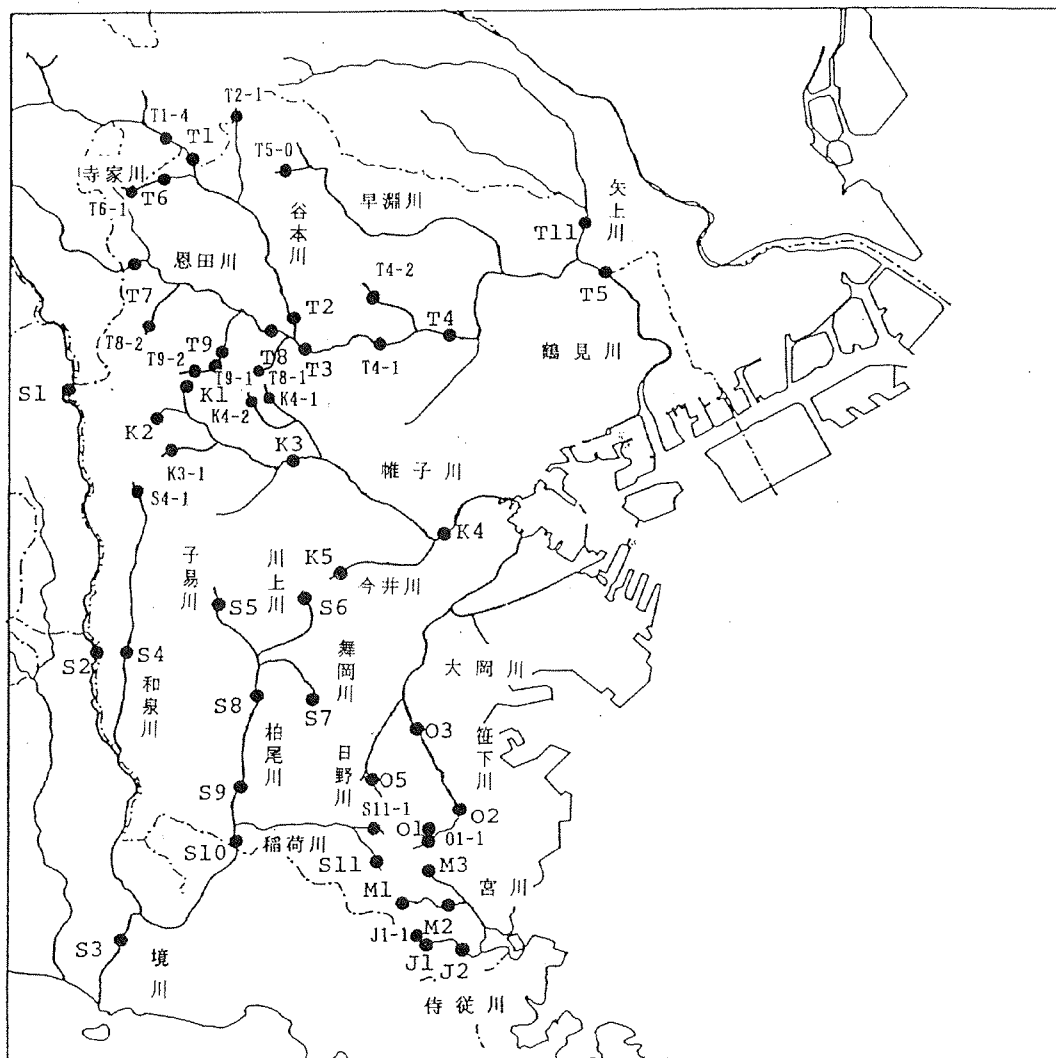 T2-1
T1-4
T1
T5-0
寺家川
T6
T6-1
谷本川
早淵川
矢上川
T11
恩田川
T7
T4-2
T5
T2
T4
T8-2
T9-2
T9
T8
T3
T4-1
鶴見川
S1
K1
T9-1
T8-1
K4-2
K4-1
K2
K3-1
K3
帷子川
S4-1
K4
子易川
川上川
K5
今井川
S5
S6
舞岡川
S2
S4
和泉川
大岡川
S8
S7
柏尾川
日野川
O3
笹下川
S9
O5
S11-1
O1
O2
O1-1
S10
稲荷川
S11
M3
M1
宮川
M2
J1-1
J1
J2
S3
境川
侍従川